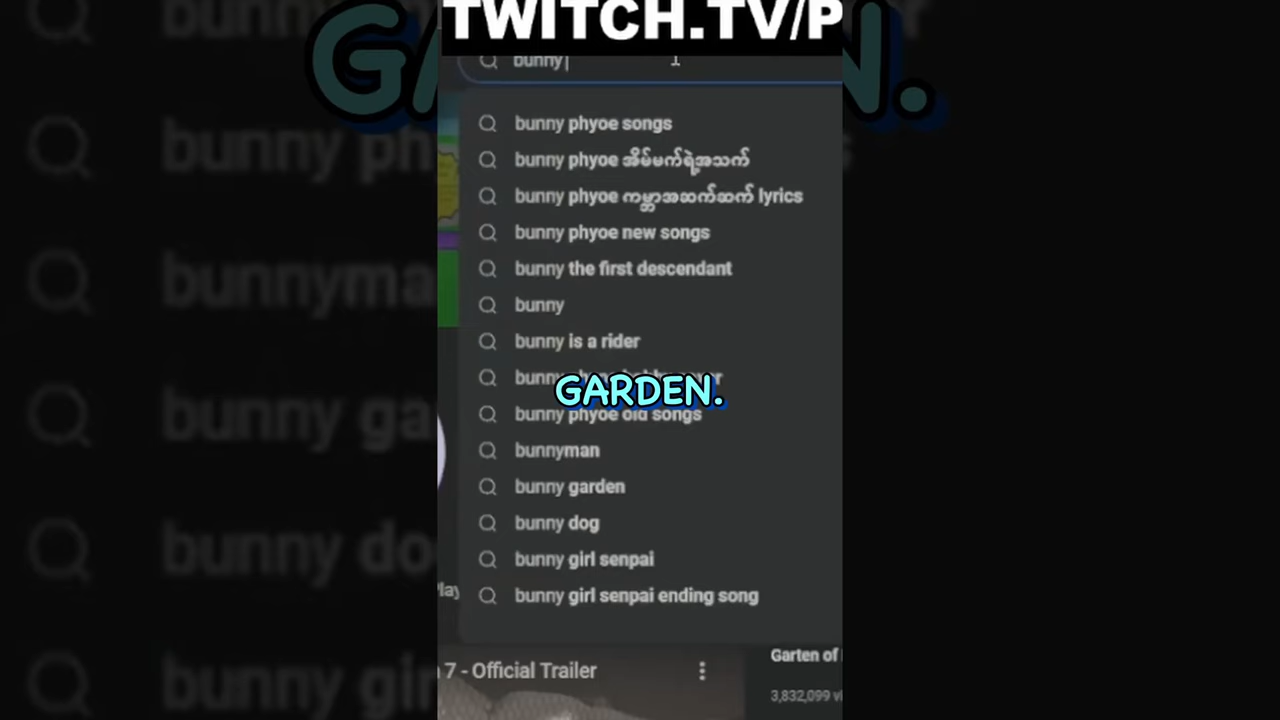 TWITCH.TV/P
bunny
bunny phyoe songs
bunny phyoe အိမ်မက်ရဲ့အသက်
bunny phyoe ကမ္ဘာအဆက်ဆက် lyrics
bunny phyoe new songs
bunny the first descendant
bunny
bunny is a rider
bunny
GARDEN.
bunny phyoe old songs
bunnyman
bunny garden
bunny dog
bunny girl senpai
bunny girl senpai ending song
7 - Official Trailer
Garten of
3,832,099